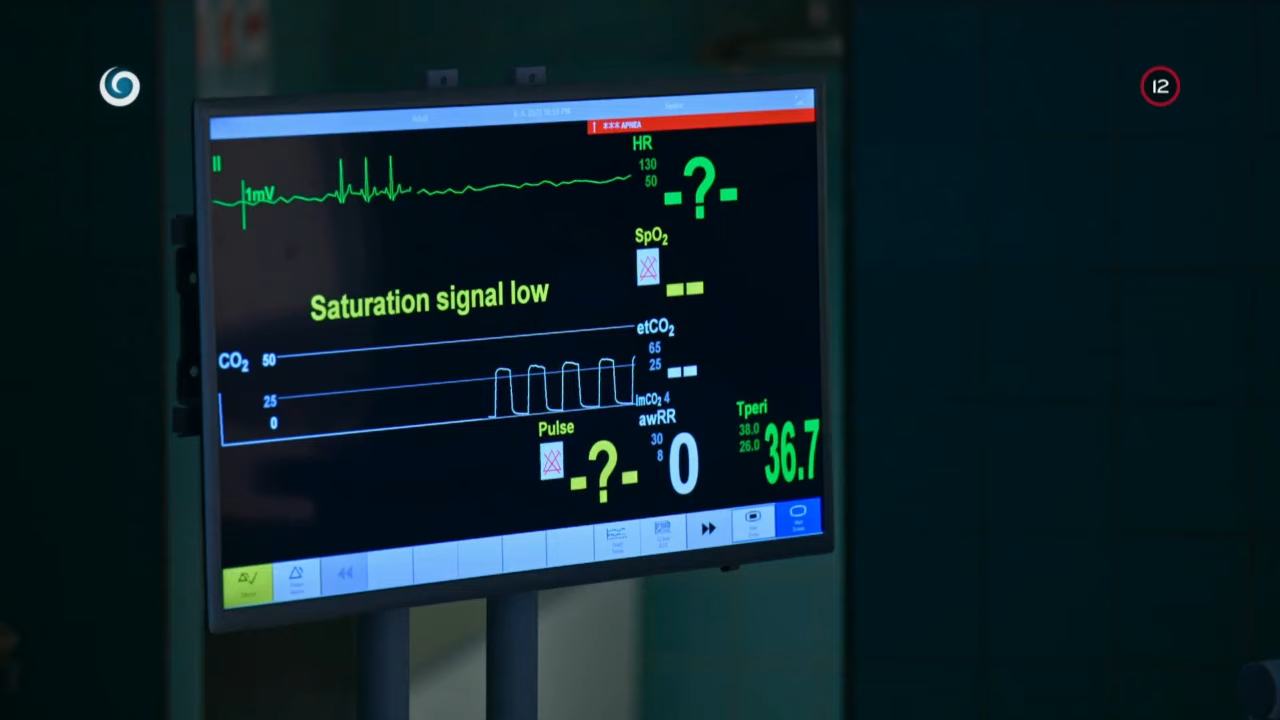 12
Adult
*** APNEA
II
1mV
HR
130
50
-?-
SpO2
--
Saturation signal low
CO2
50
25
0
etCO2
65
25
--
imCO2 4
awRR
30
8
0
Pulse
-?-
Tperi
38.0
26.0
36.7